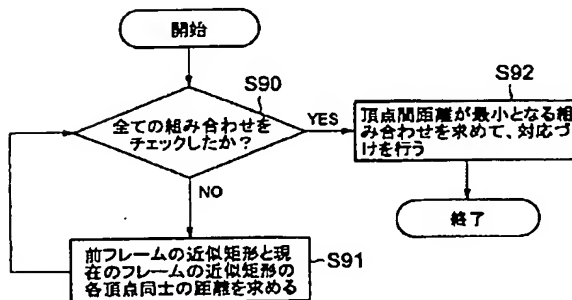 開始
S90
全ての組み合わせを
チェックしたか？
YES
S92
頂点間距離が最小となる組
み合わせを求めて、対応づ
けを行う
終了
NO
前フレームの近似矩形と現
在のフレームの近似矩形の
各頂点同士の距離を求める
S91